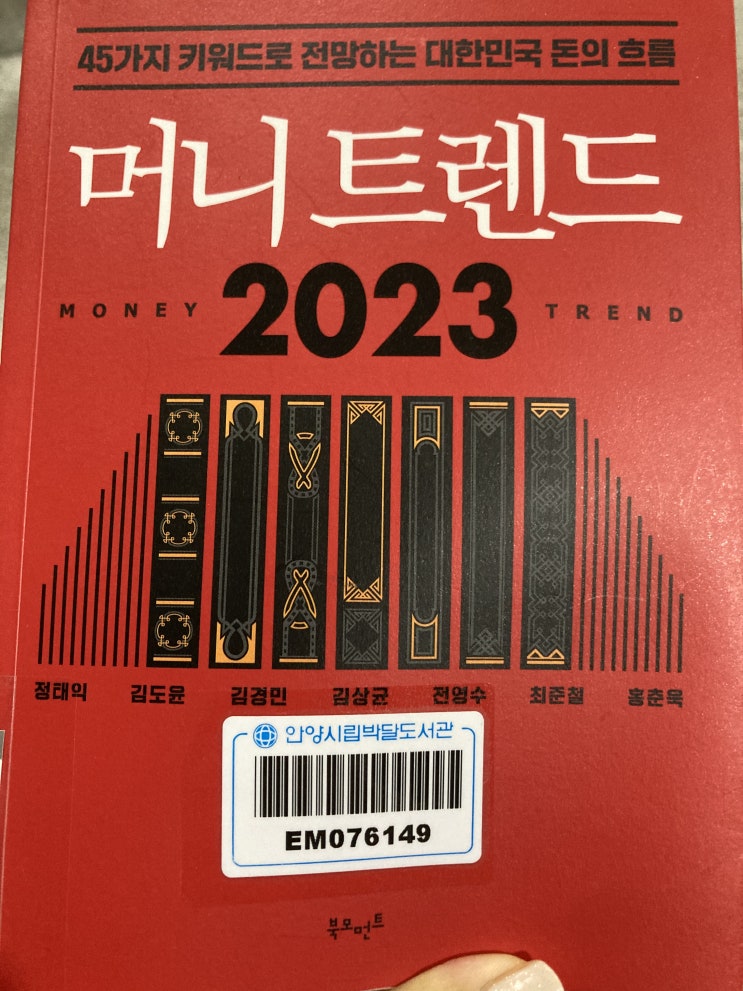 45가지 키워드로 전망하는 대한민국 돈의 흐름
머니 트렌드
MONEY 2023 TREND
정태익 김도윤 김경민 김상균 전영수 최준철 홍춘욱
안양시립박달도서관
EM076149
북모먼트